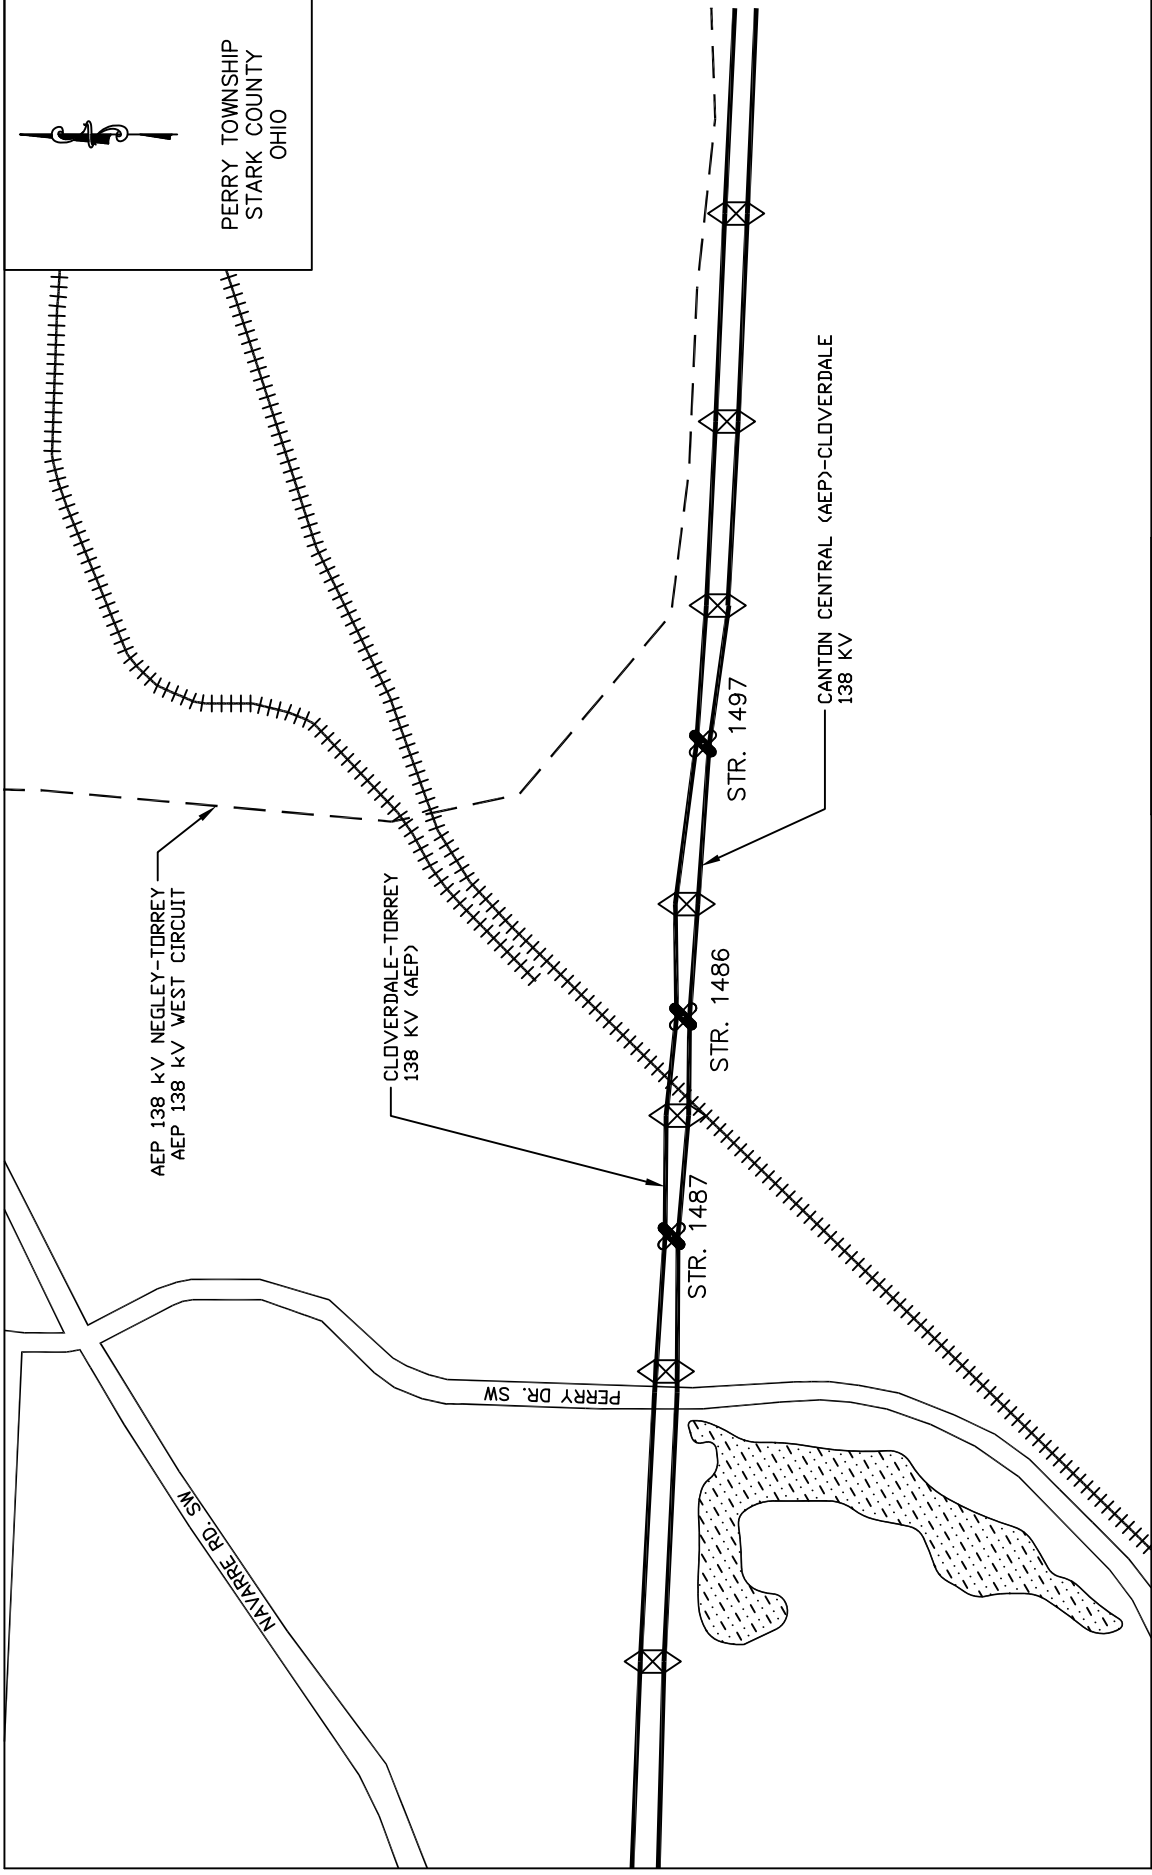 PERRY TOWNSHIP
STARK COUNTY
OHIO
AEP 138 kV NEGLEY-TORREY
AEP 138 kV WEST CIRCUIT
CLOVERDALE-TORREY
138 KV (AEP)
CANTON CENTRAL (AEP)-CLOVERDALE
138 KV
STR. 1487
STR. 1486
STR. 1497
NAVARRE RD. SW
PERRY DR. SW